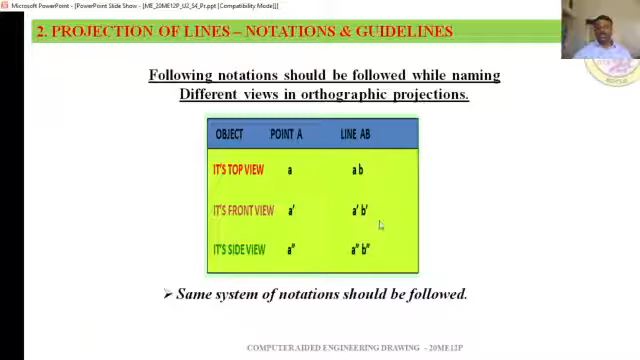 Microsoft PowerPoint - [PowerPoint Slide Show - [ME_20ME12P_U2_S4_Pr.ppt [Compatibility Mode]]]
2. PROJECTION OF LINES – NOTATIONS & GUIDELINES
Following notations should be followed while naming
Different views in orthographic projections.
OBJECT POINT A LINE AB
IT'S TOP VIEW a a b
IT'S FRONT VIEW a' a' b'
IT'S SIDE VIEW a" a" b"
➢ Same system of notations should be followed.
COMPUTER AIDED ENGINEERING DRAWING - 20ME12P